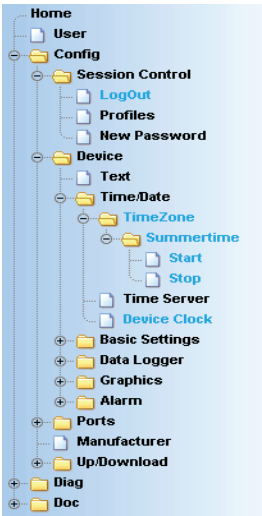 Home
User
Config
Session Control
LogOut
Profiles
New Password
Device
Text
Time/Date
TimeZone
Summertime
Start
Stop
Time Server
Device Clock
Basic Settings
Data Logger
Graphics
Alarm
Ports
Manufacturer
Up/Download
Diag
Doc